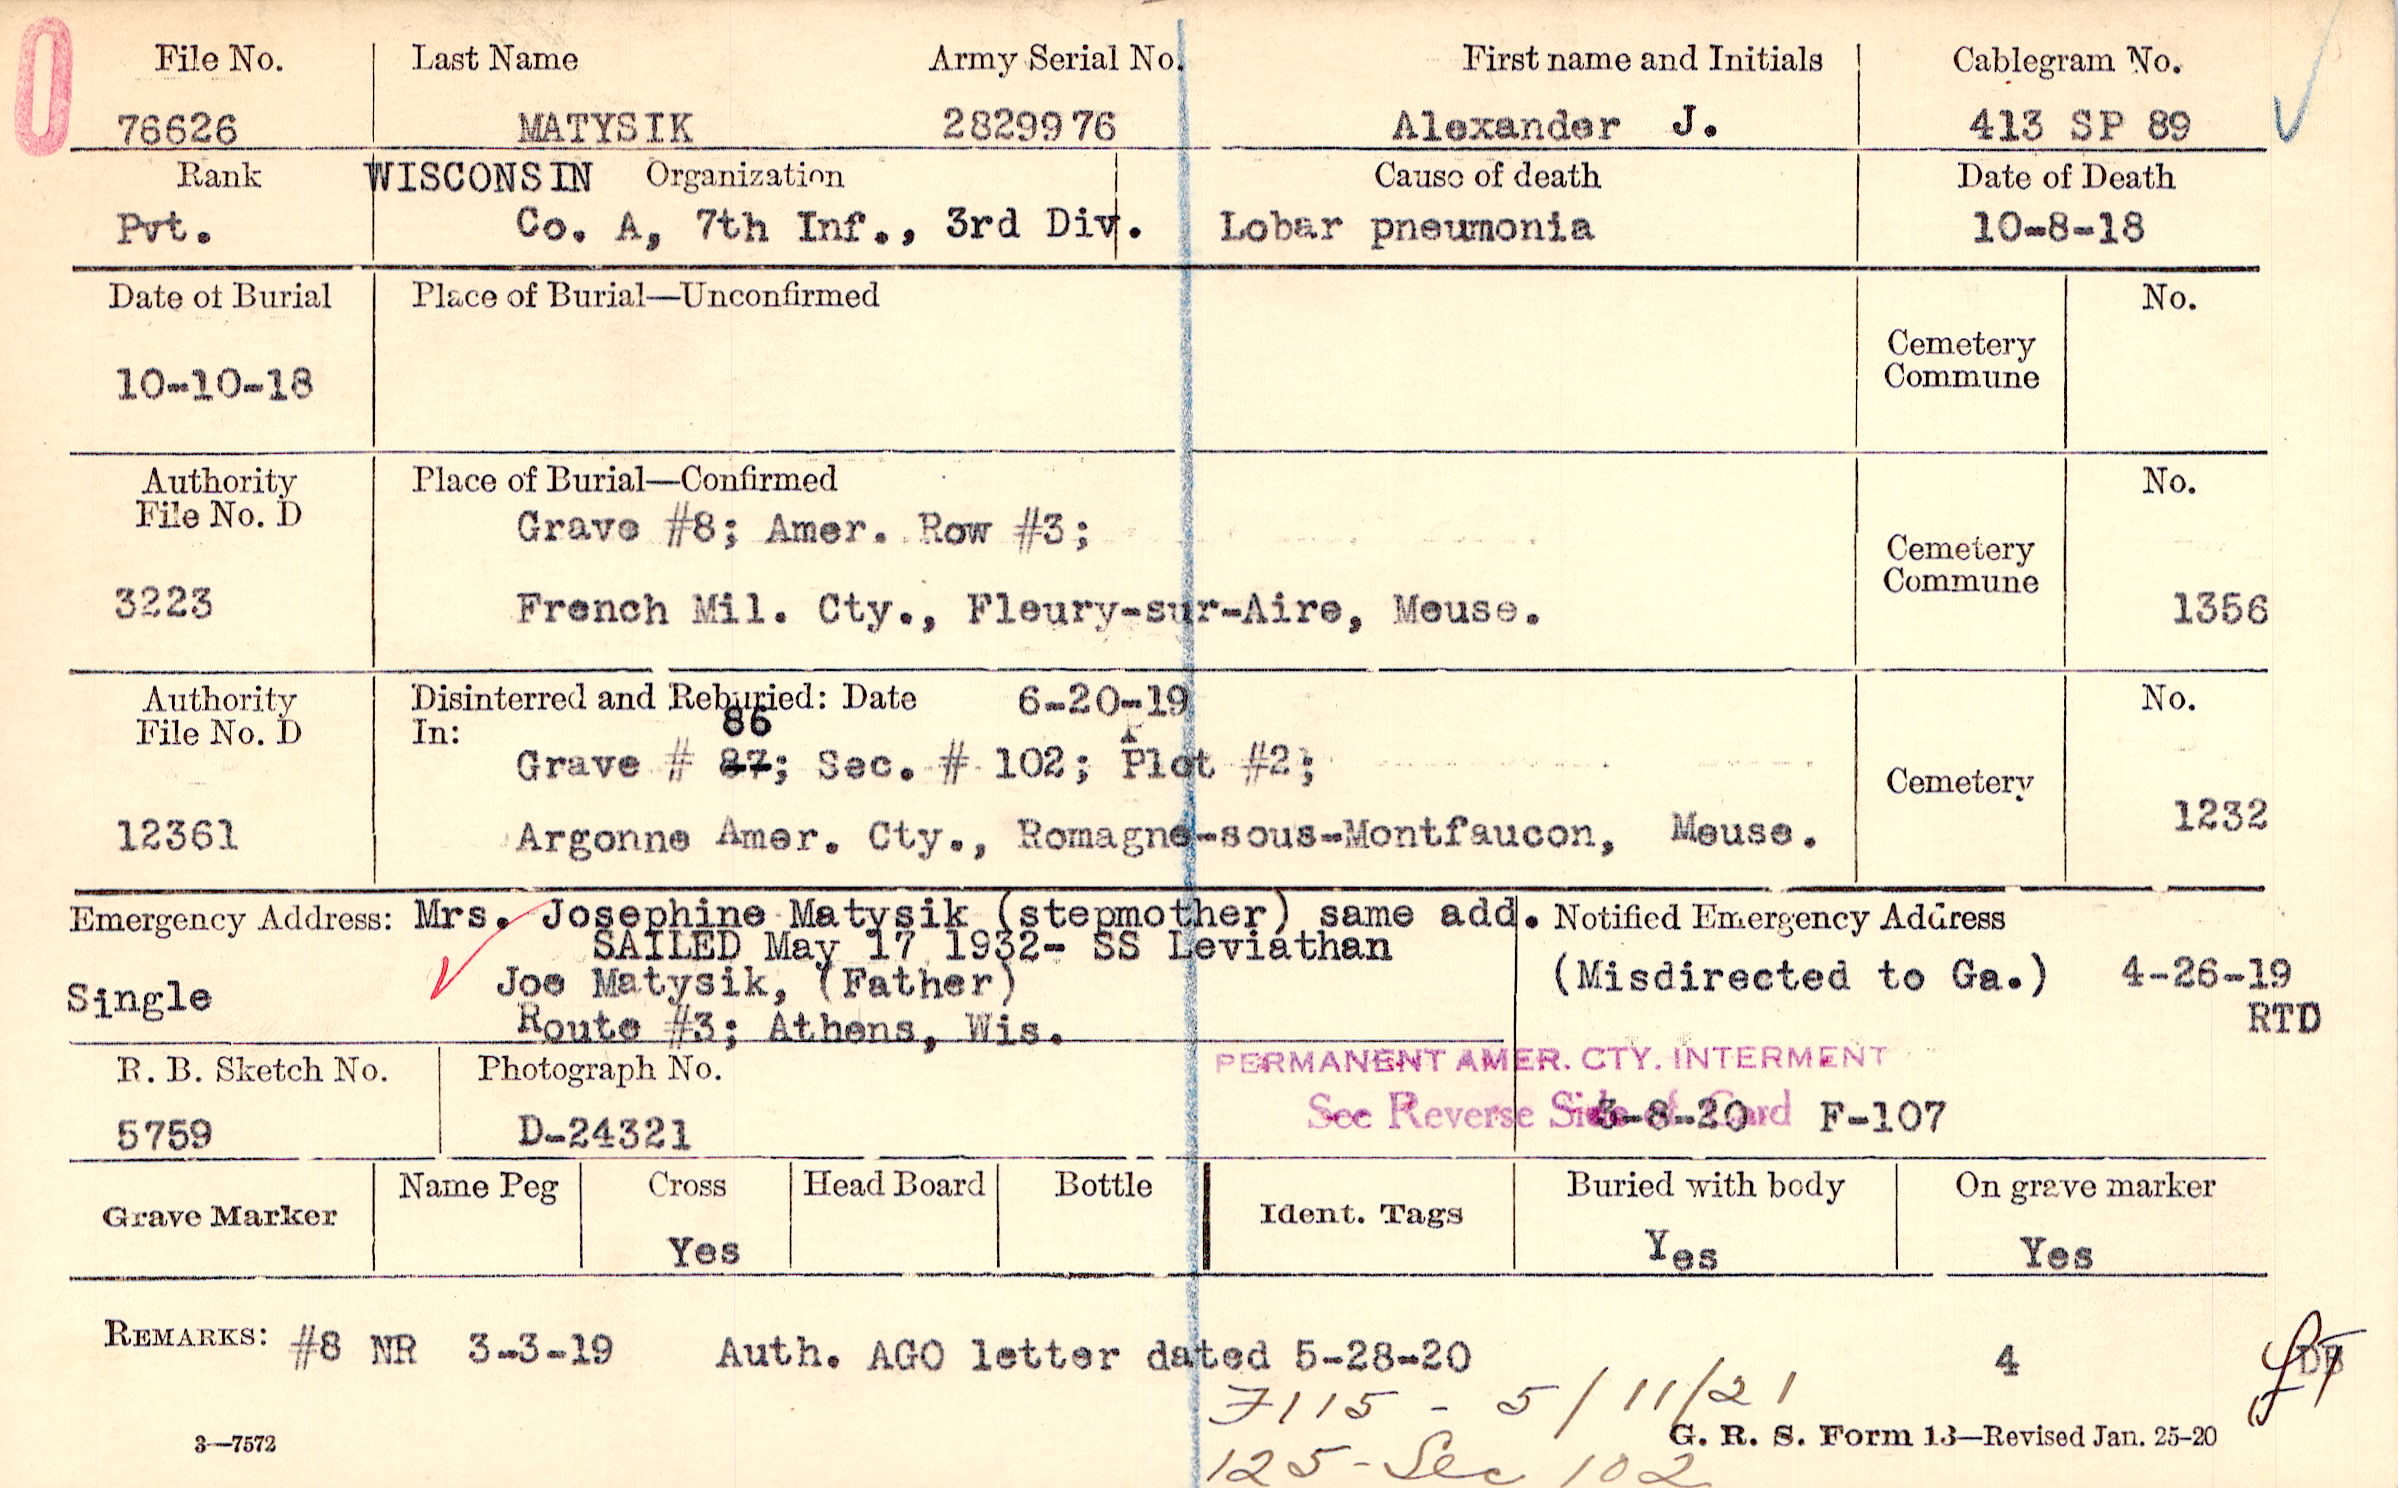 File No. Last Name Army Serial No. First name and Initials Cablegram No.
76626 MATYSIK 2829976 Alexander J. 413 SP 89
Rank WISCONSIN Organization Cause of death Date of Death
Pvt. Co. A, 7th Inf., 3rd Div. Lobar pneumonia 10-8-18
Date of Burial Place of Burial—Unconfirmed No.
Cemetery
Commune
10-10-18
Authority Place of Burial—Confirmed No.
File No. D
Grave #8; Amer. Row #3;
Cemetery
Commune
3223 French Mil. Cty., Fleury-sur-Aire, Meuse. 1356
Authority Disinterred and Reburied: Date 6-20-19 No.
File No. D In: 86
Grave # 87; Sec. # 102; Plot #2;
Cemetery
12361 Argonne Amer. Cty., Romagne-sous-Montfaucon, Meuse. 1232
Emergency Address: Mrs. Josephine Matysik (stepmother) same add. Notified Emergency Address
SAILED May 17 1932- SS Leviathan
Single Joe Matysik, (Father) (Misdirected to Ga.) 4-26-19
Route #3; Athens, Wis. RTD
R. B. Sketch No. Photograph No. PERMANENT AMER. CTY. INTERMENT
See Reverse Side of Card
5759 D-24321 3-8-20 F-107
Grave Marker Name Peg Cross Head Board Bottle Ident. Tags Buried with body On grave marker
Yes Yes Yes
REMARKS: #8 NR 3-3-19 Auth. AGO letter dated 5-28-20 4
7115 - 5/11/21
3—7572 G. R. S. Form 13—Revised Jan. 25-20
125-Sec 102